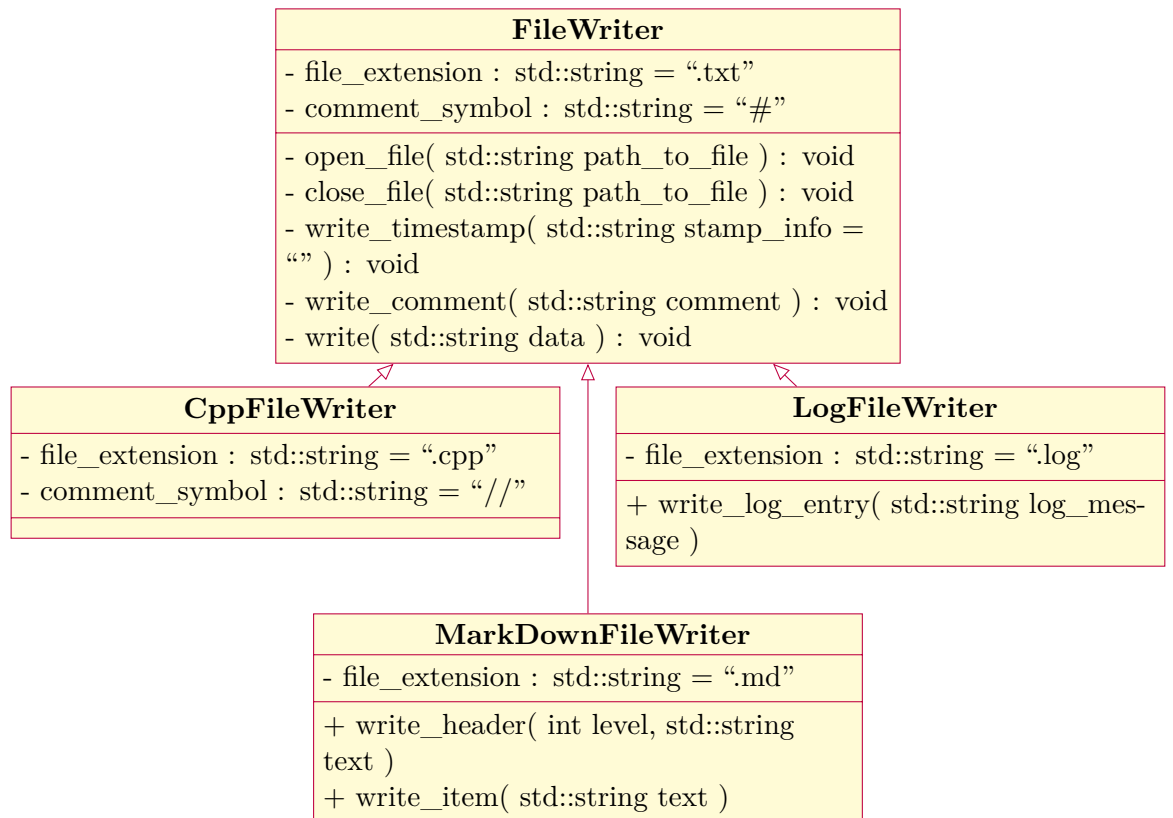 FileWriter
- file_extension : std::string = “.txt”
- comment_symbol : std::string = “#”
- open_file( std::string path_to_file ) : void
- close_file( std::string path_to_file ) : void
- write_timestamp( std::string stamp_info =
“” ) : void
- write_comment( std::string comment ) : void
- write( std::string data ) : void
CppFileWriter
- file_extension : std::string = “.cpp”
- comment_symbol : std::string = “//”
LogFileWriter
- file_extension : std::string = “.log”
+ write_log_entry( std::string log_mes-
sage )
MarkDownFileWriter
- file_extension : std::string = “.md”
+ write_header( int level, std::string
text )
+ write_item( std::string text )